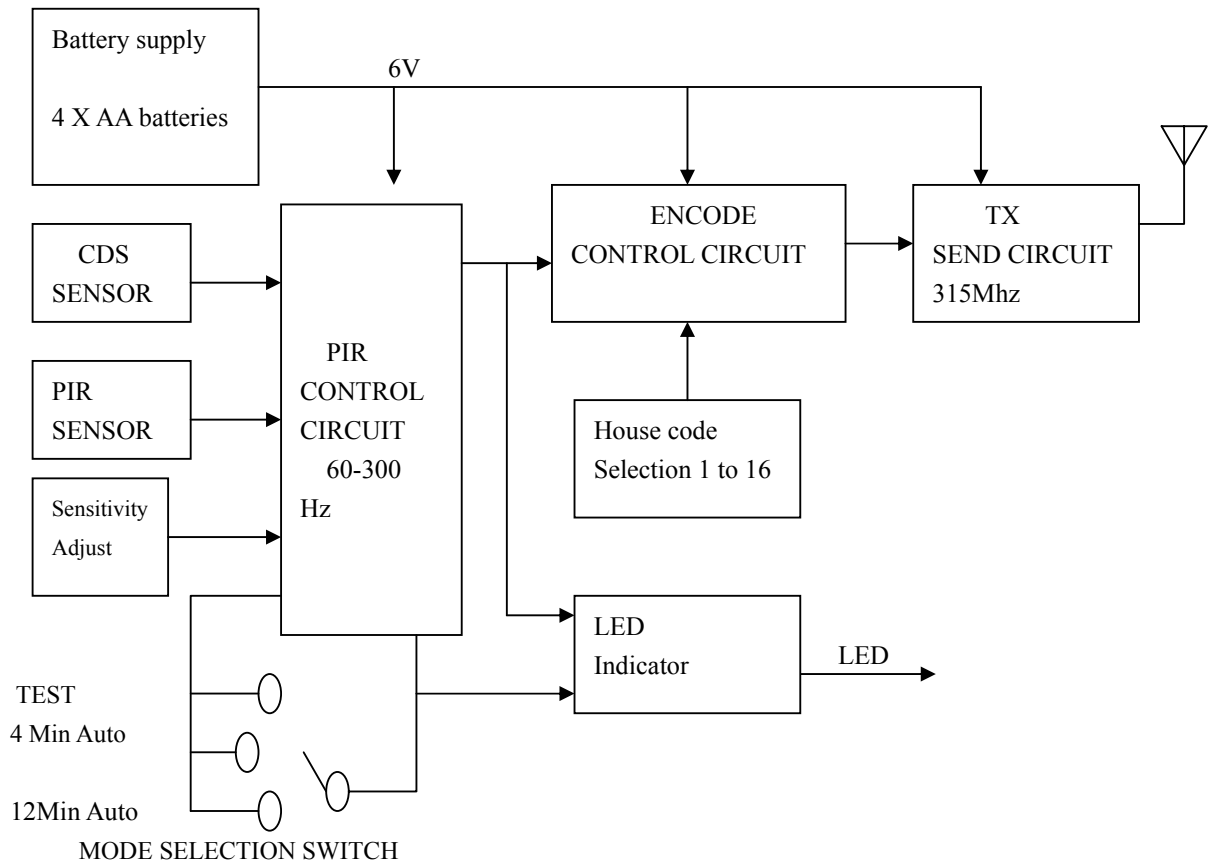 Battery supply
4 X AA batteries
6V
CDS
SENSOR
PIR
SENSOR
Sensitivity
Adjust
PIR
CONTROL
CIRCUIT
60-300
Hz
ENCODE
CONTROL CIRCUIT
TX
SEND CIRCUIT
315Mhz
House code
Selection 1 to 16
LED
Indicator
LED
TEST
4 Min Auto
12Min Auto
MODE SELECTION SWITCH